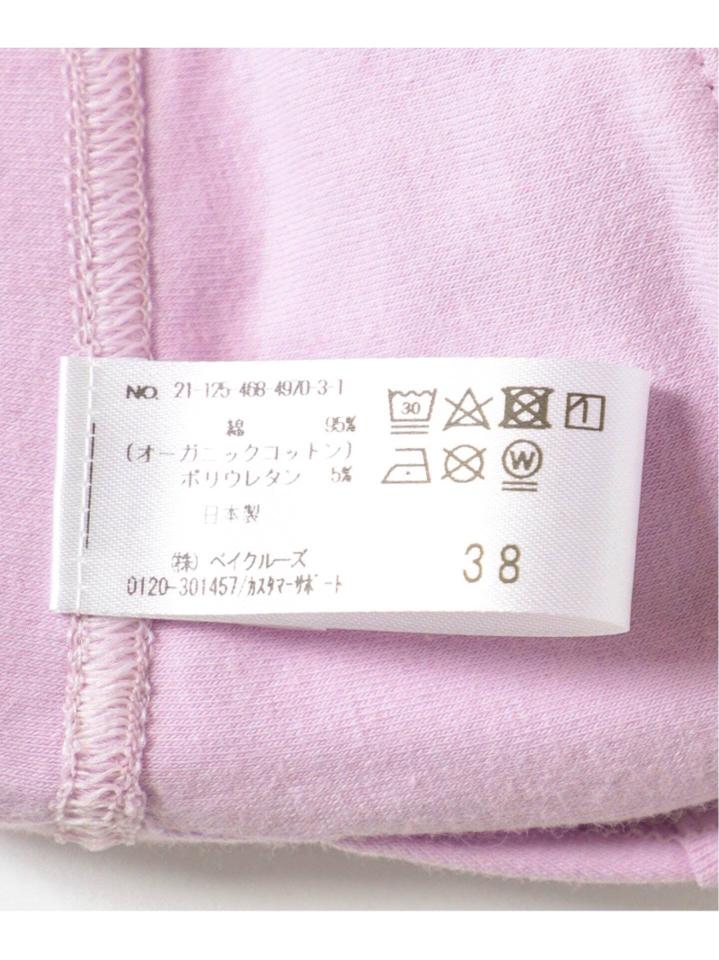 NO. 21-125-468-4970-3-1
綿 95%
(オーガニックコットン)
ポリウレタン 5%
日本製
(株) ベイクルーズ
0120-301457/カスタマーサポート
30
W
38